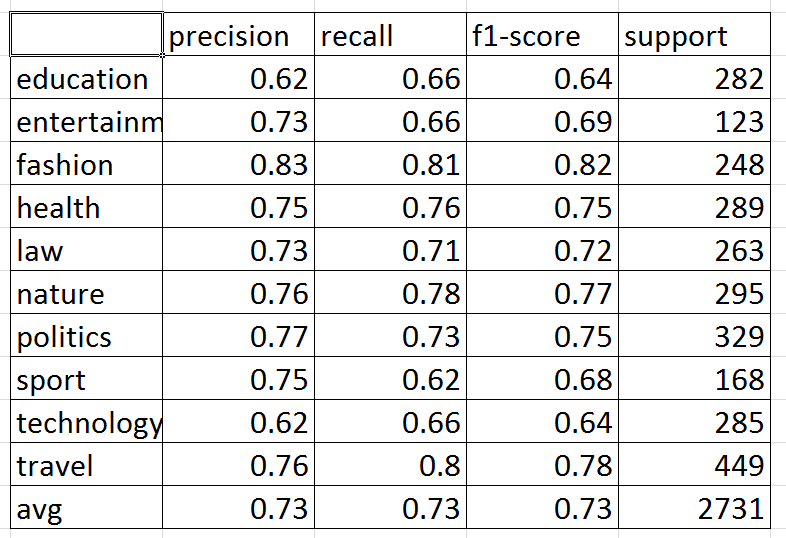 precision recall f1-score support
education 0.62 0.66 0.64 282
entertainm 0.73 0.66 0.69 123
fashion 0.83 0.81 0.82 248
health 0.75 0.76 0.75 289
law 0.73 0.71 0.72 263
nature 0.76 0.78 0.77 295
politics 0.77 0.73 0.75 329
sport 0.75 0.62 0.68 168
technology 0.62 0.66 0.64 285
travel 0.76 0.8 0.78 449
avg 0.73 0.73 0.73 2731